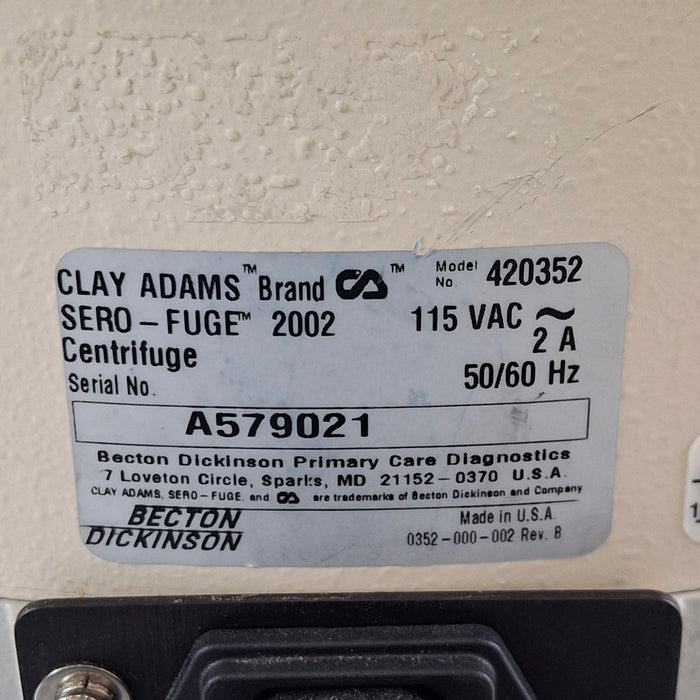 CLAY ADAMS™ Brand CA ™ Model No. 420352
SERO-FUGE™ 2002 115 VAC ~
Centrifuge 2 A
Serial No. 50/60 Hz
A579021
Becton Dickinson Primary Care Diagnostics
7 Loveton Circle, Sparks, MD 21152-0370 U.S.A.
CLAY ADAMS, SERO-FUGE, and CA are trademarks of Becton Dickinson and Company
BECTON Made in U.S.A.
DICKINSON 0352-000-002 Rev. B